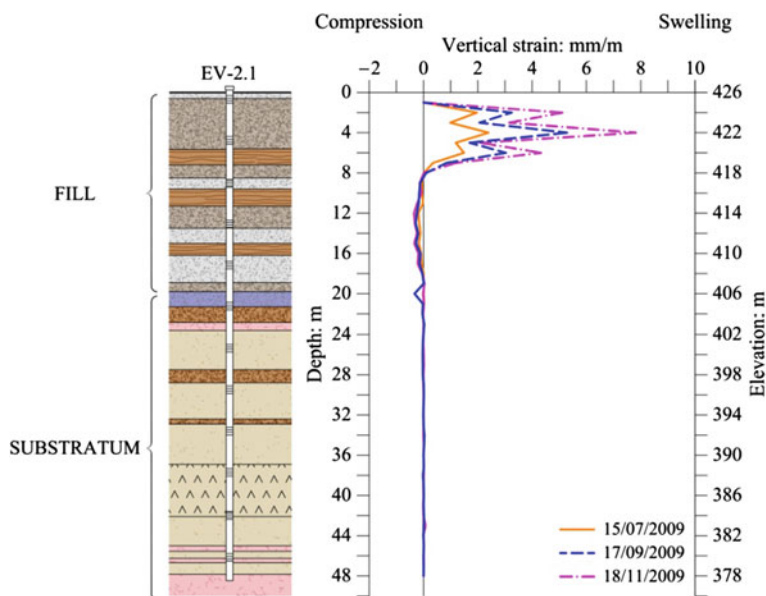 Compression
Swelling
Vertical strain: mm/m
EV-2.1
−2 0 2 4 6 8 10
0 426
4 422
8 418
12 414
16 410
20 406
24 402
28 398
32 394
36 390
40 386
44 382
48 378
FILL
SUBSTRATUM
Depth: m
Elevation: m
15/07/2009
17/09/2009
18/11/2009